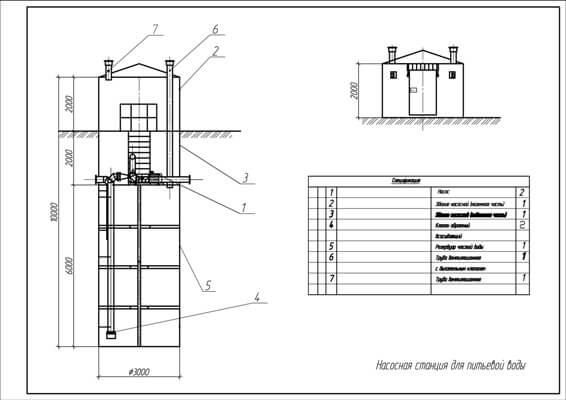 7
6
2
2000
2000
10000
6000
3
1
5
4
ø3000
2000
Спецификация
1 Насос 2
2 Здание насосной (наземная часть) 1
3 Здание насосной (подземная часть) 1
4 Клапан обратный 2
всасывающий
5 Резервуар чистой воды 1
6 Труба вентиляционная 1
с дыхательным клапаном
7 Труба вентиляционная 1
Насосная станция для питьевой воды